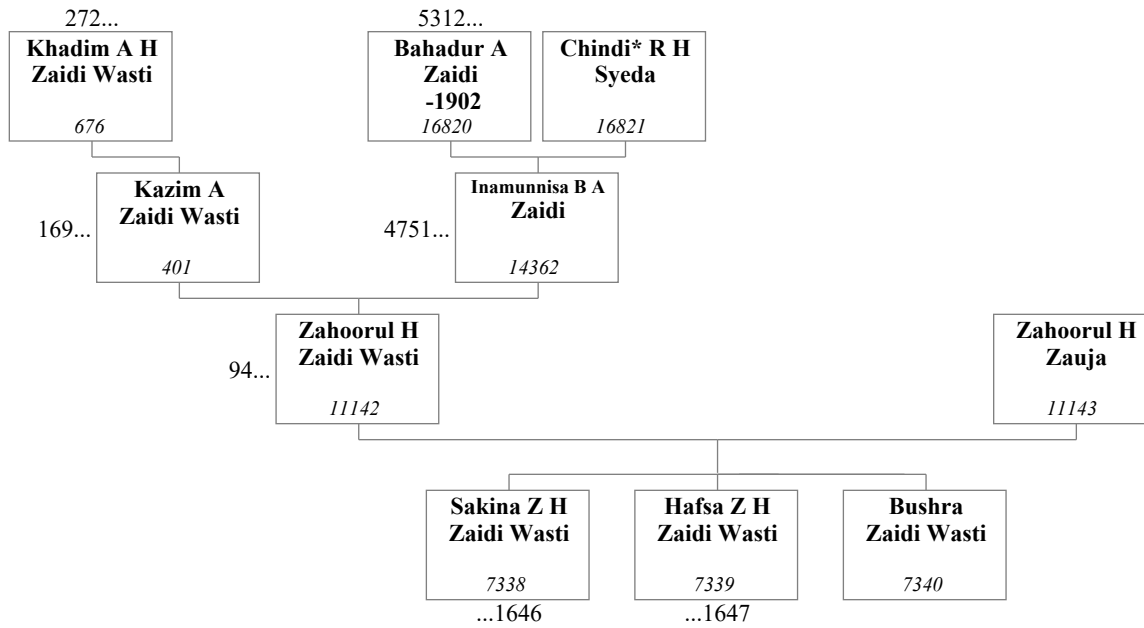 272...
Khadim A H
Zaidi Wasti
676
5312...
Bahadur A
Zaidi
-1902
16820
Chindi* R H
Syeda
16821
169...
Kazim A
Zaidi Wasti
401
4751...
Inamunnisa B A
Zaidi
14362
94...
Zahoorul H
Zaidi Wasti
11142
Zahoorul H
Zauja
11143
Sakina Z H
Zaidi Wasti
7338
...1646
Hafsa Z H
Zaidi Wasti
7339
...1647
Bushra
Zaidi Wasti
7340